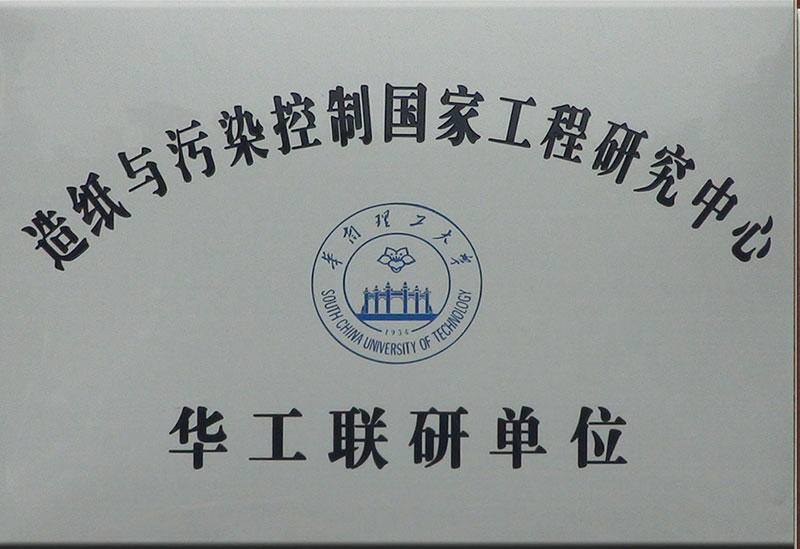 造纸与污染控制国家工程研究中心
华南理工大学
1934
SOUTH CHINA UNIVERSITY OF TECHNOLOGY
华工联研单位